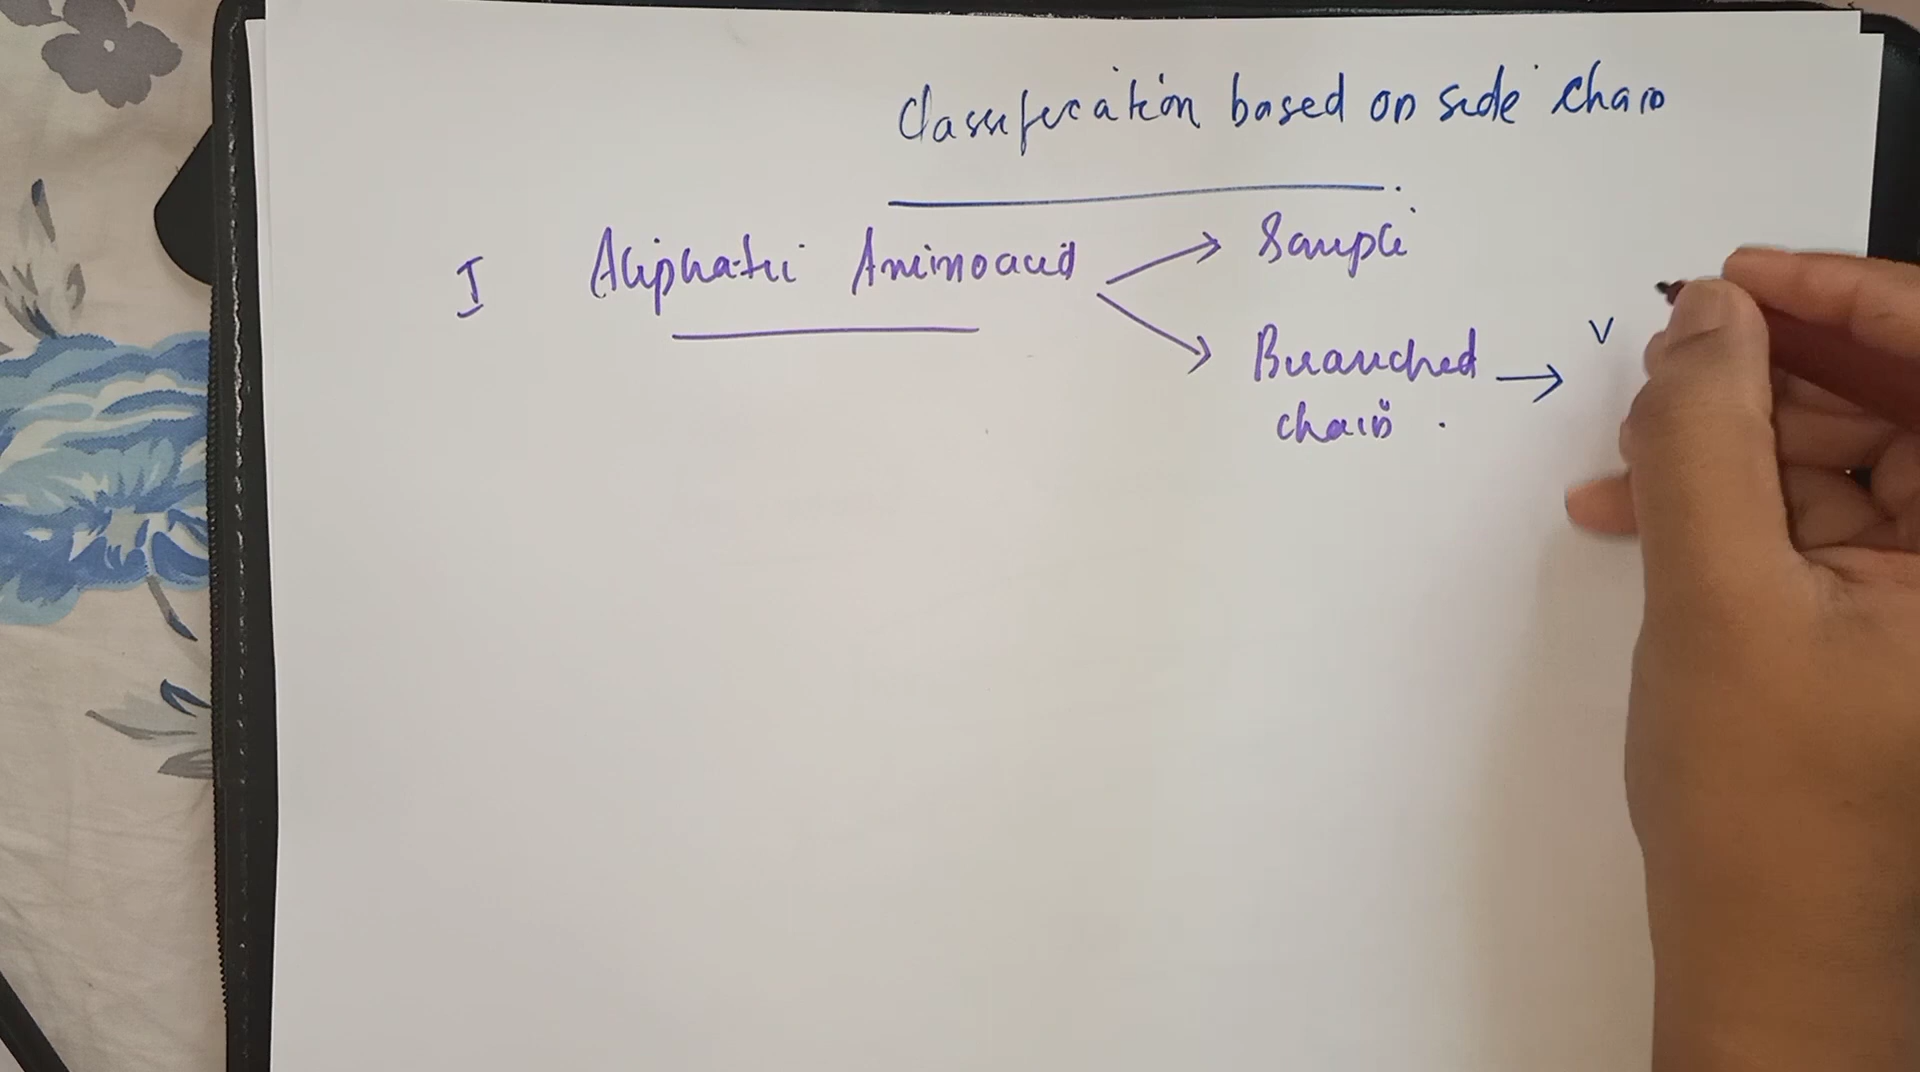 Classification based on side chain
I Aliphatic Aminoacid → Simple
Branched → V
chain.